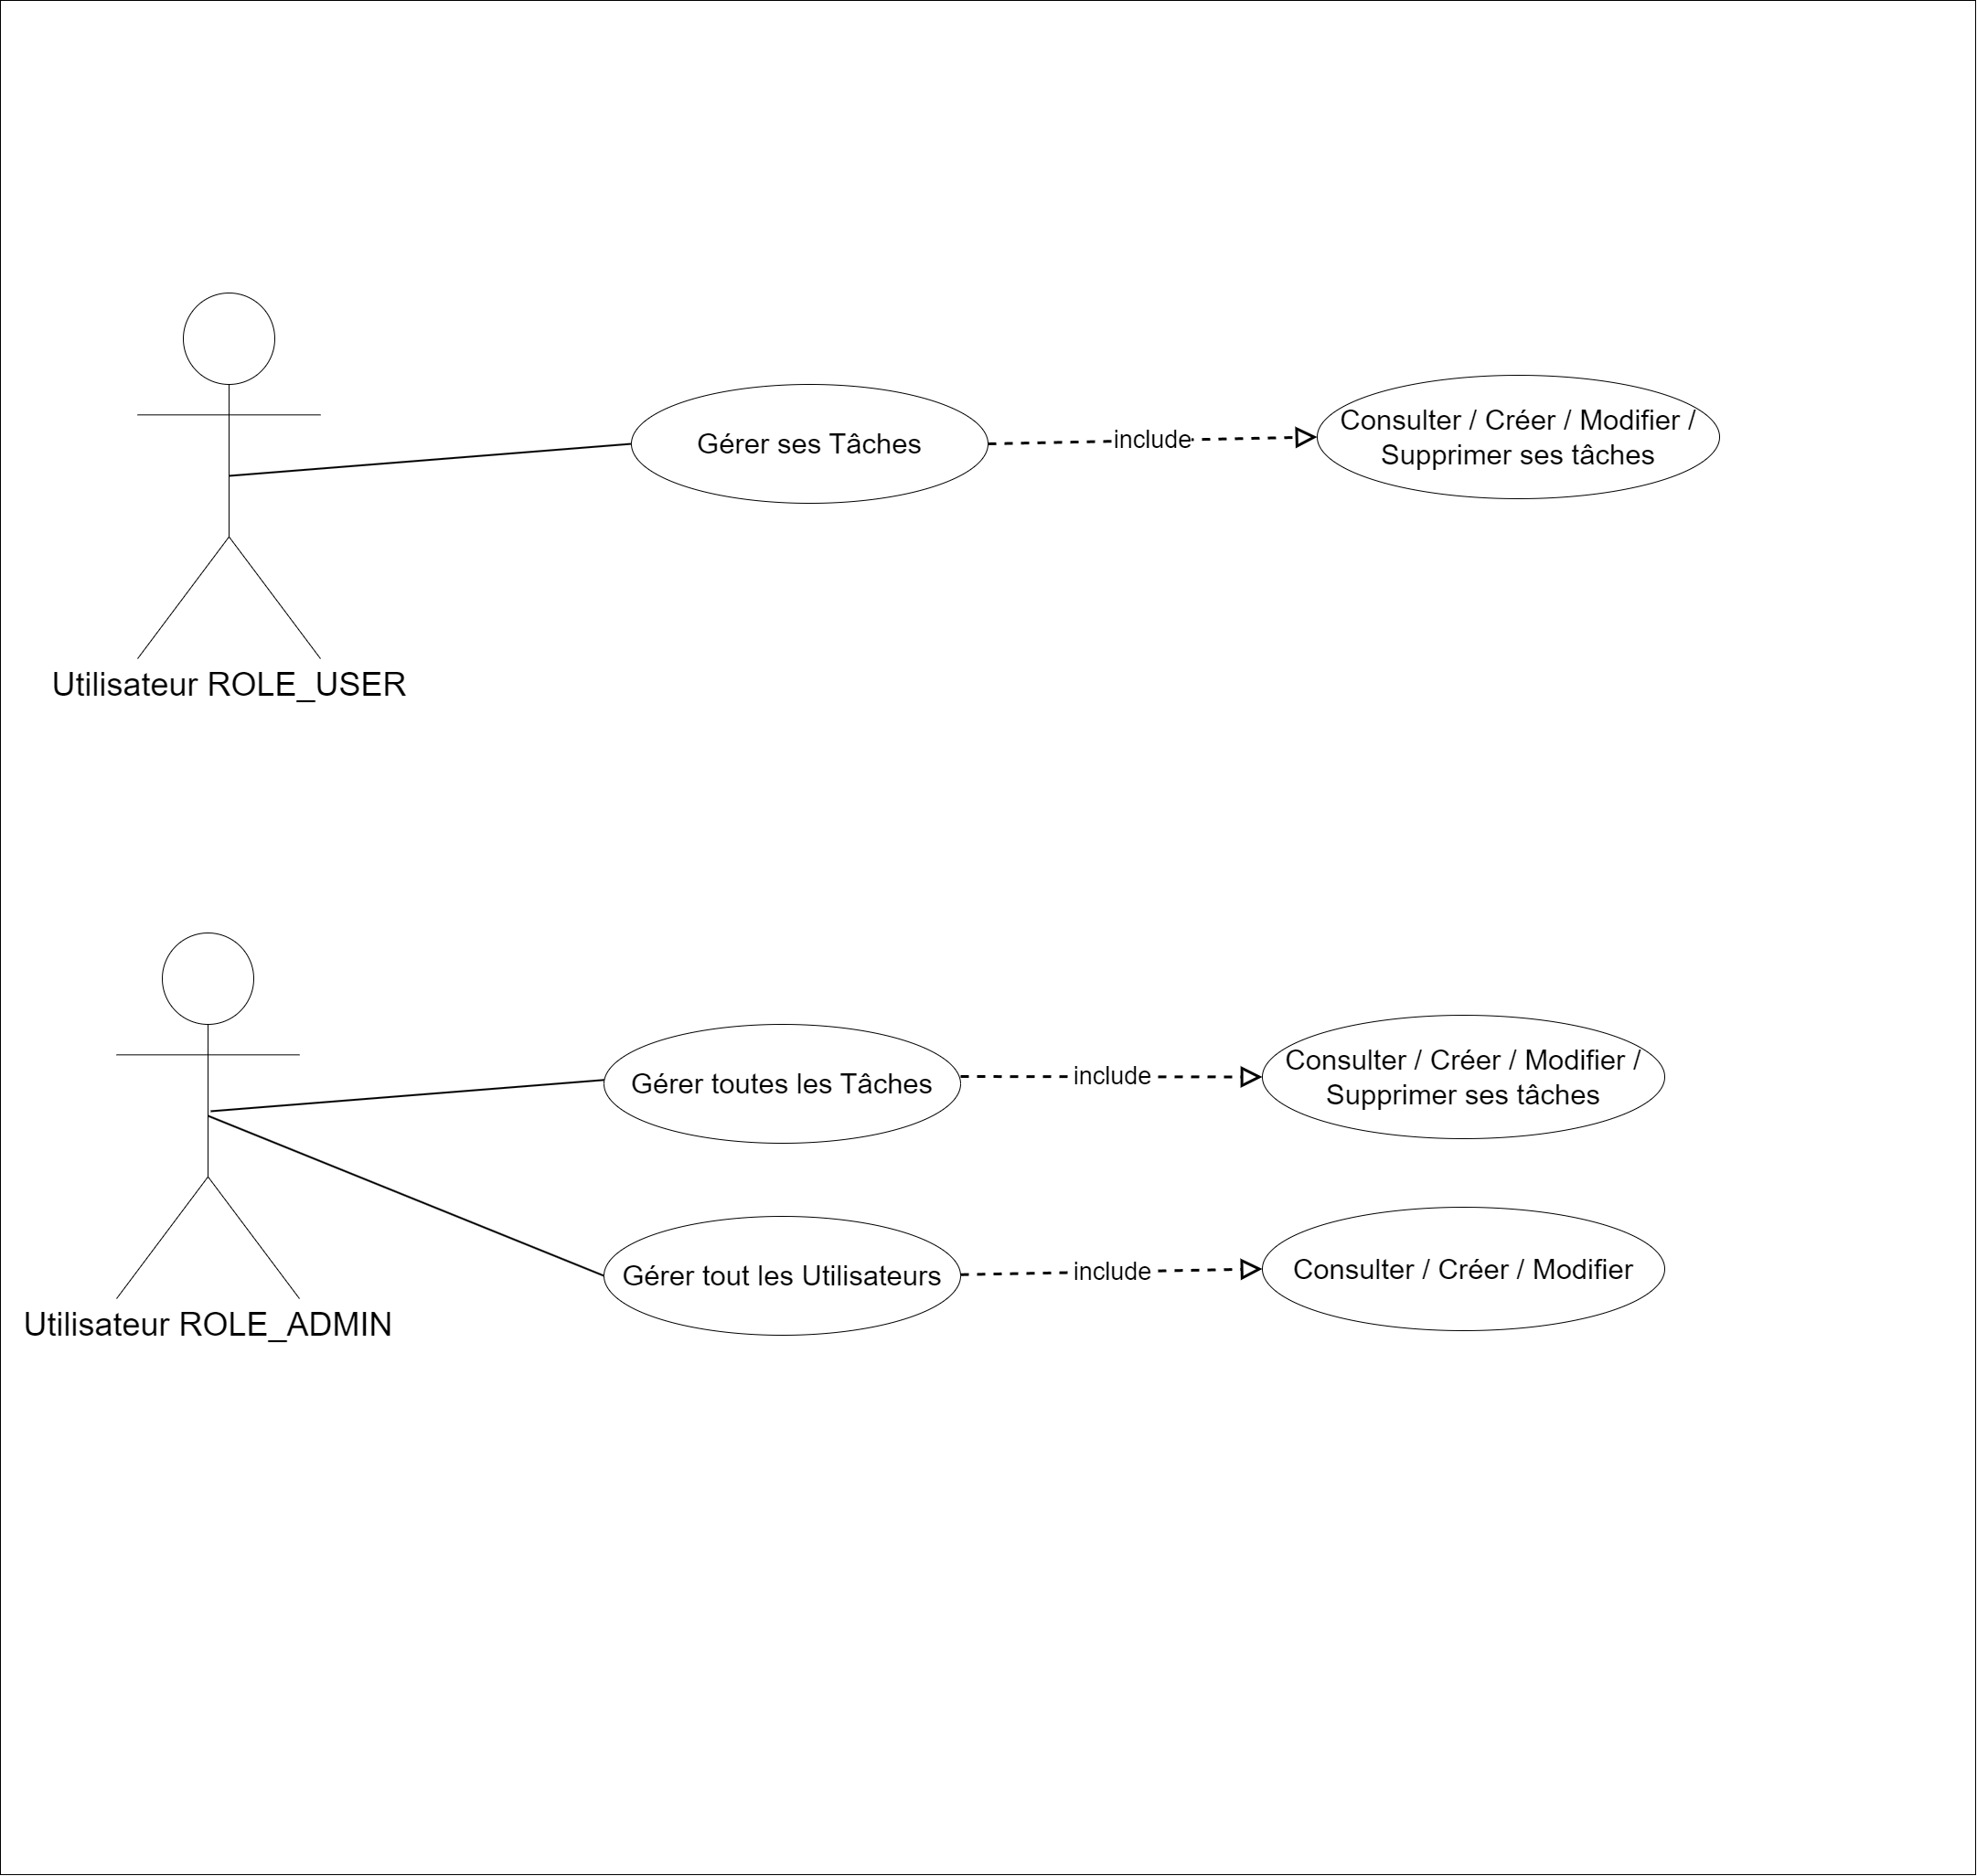 Gérer ses Tâches
include
Consulter / Créer / Modifier /
Supprimer ses tâches
Utilisateur ROLE_USER
Gérer toutes les Tâches
include
Consulter / Créer / Modifier /
Supprimer ses tâches
Gérer tout les Utilisateurs
include
Consulter / Créer / Modifier
Utilisateur ROLE_ADMIN